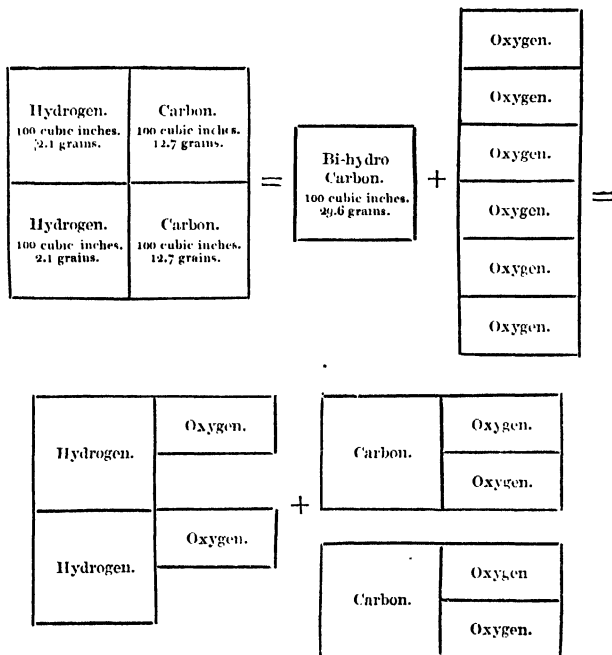 Hydrogen.
100 cubic inches.
2.1 grains.
Carbon.
100 cubic inches.
12.7 grains.
Hydrogen.
100 cubic inches.
2.1 grains.
Carbon.
100 cubic inches.
12.7 grains.
=
Bi-hydro
Carbon.
100 cubic inches.
29.6 grains.
+
Oxygen.
Oxygen.
Oxygen.
Oxygen.
Oxygen.
Oxygen.
=
Hydrogen.
Oxygen.
Hydrogen.
Oxygen.
+
Carbon.
Oxygen.
Oxygen.
Carbon.
Oxygen
Oxygen.